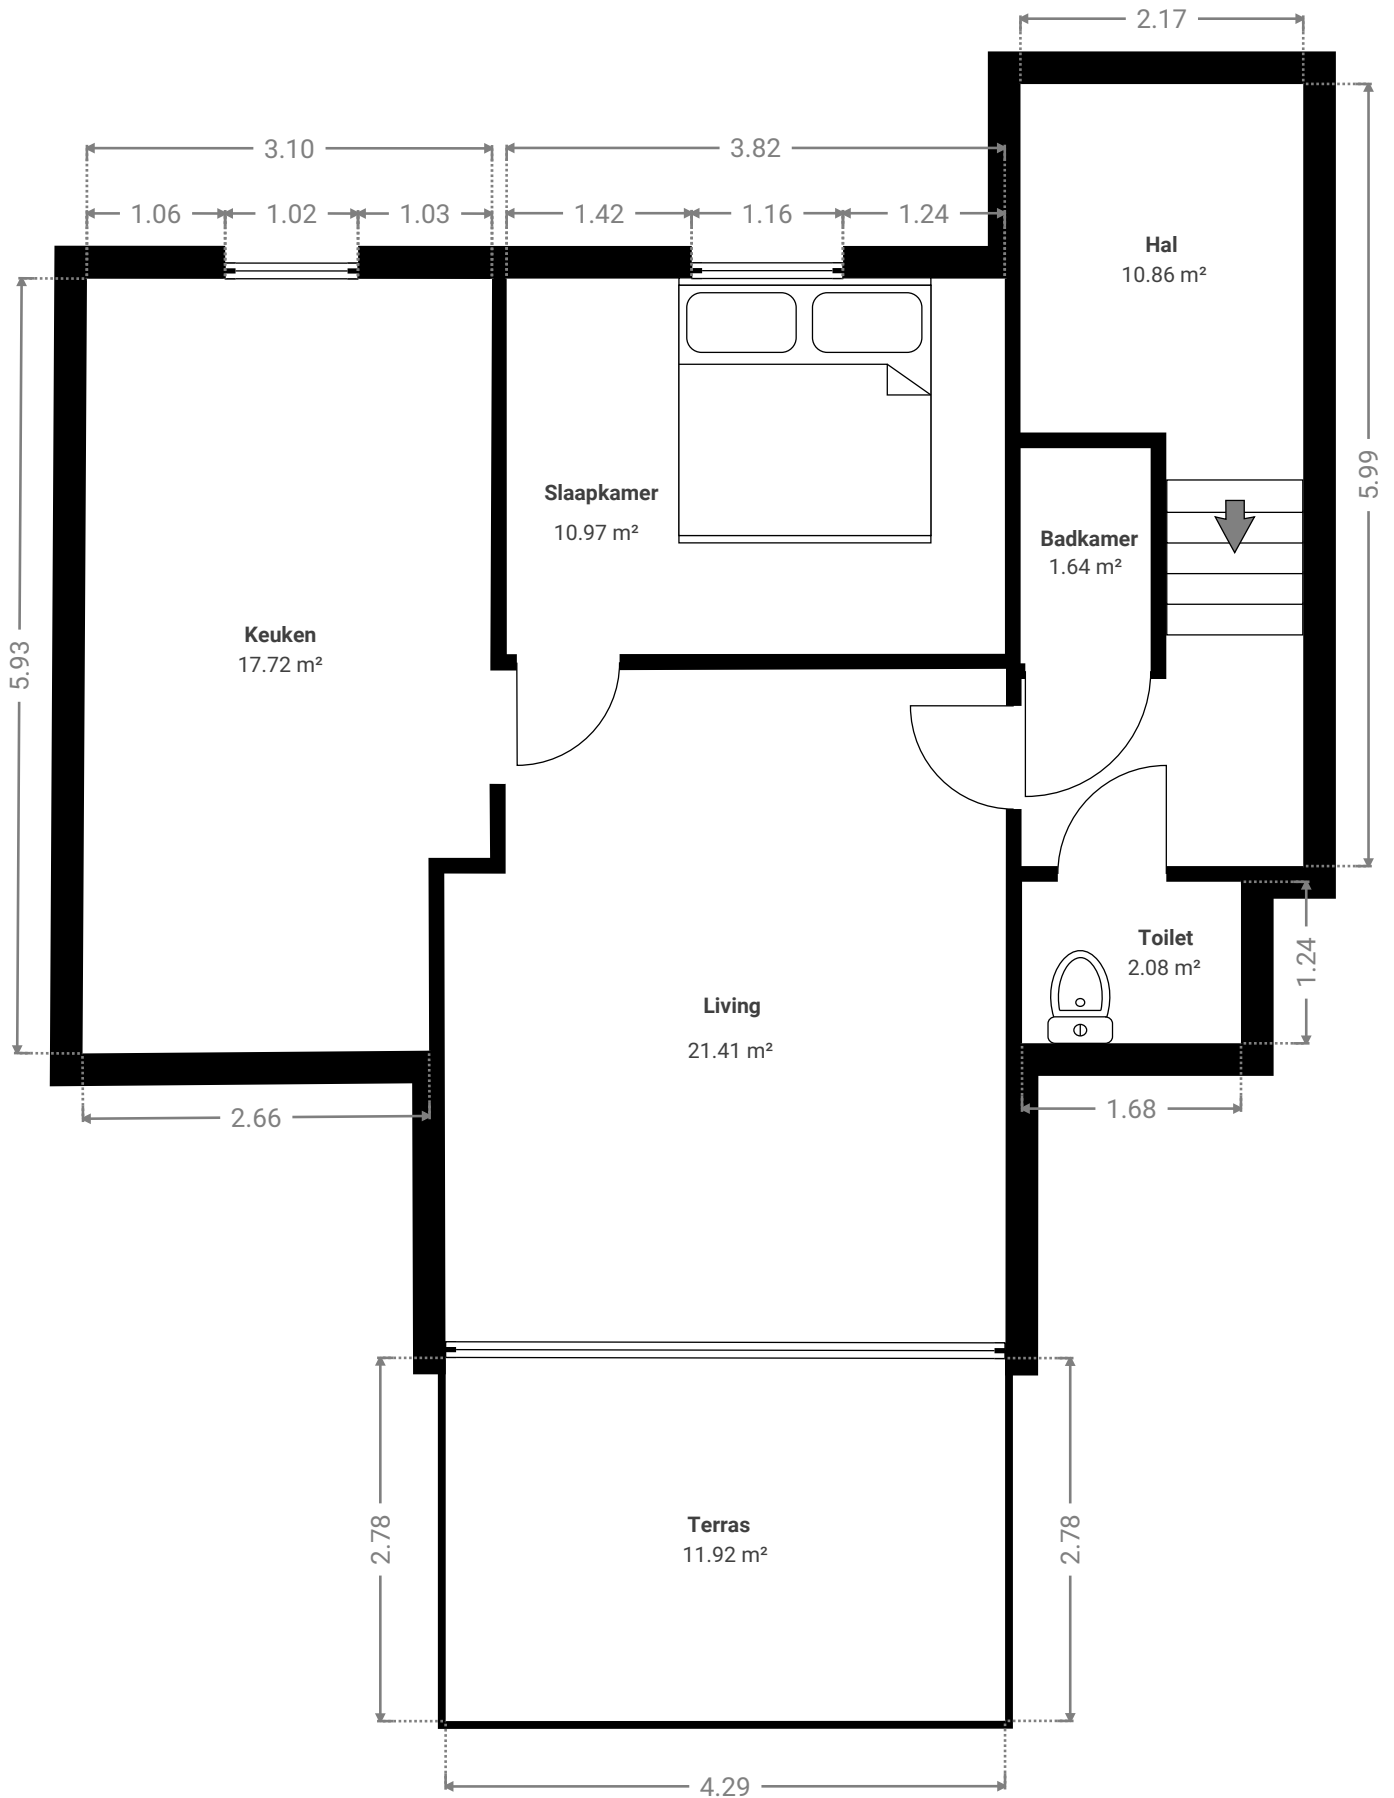 2.17
3.10
3.82
1.06
1.02
1.03
1.42
1.16
1.24
Hal
10.86 m²
5.99
Slaapkamer
10.97 m²
Badkamer
1.64 m²
Keuken
17.72 m²
5.93
Toilet
2.08 m²
1.24
Living
21.41 m²
2.66
1.68
Terras
11.92 m²
2.78
2.78
4.29